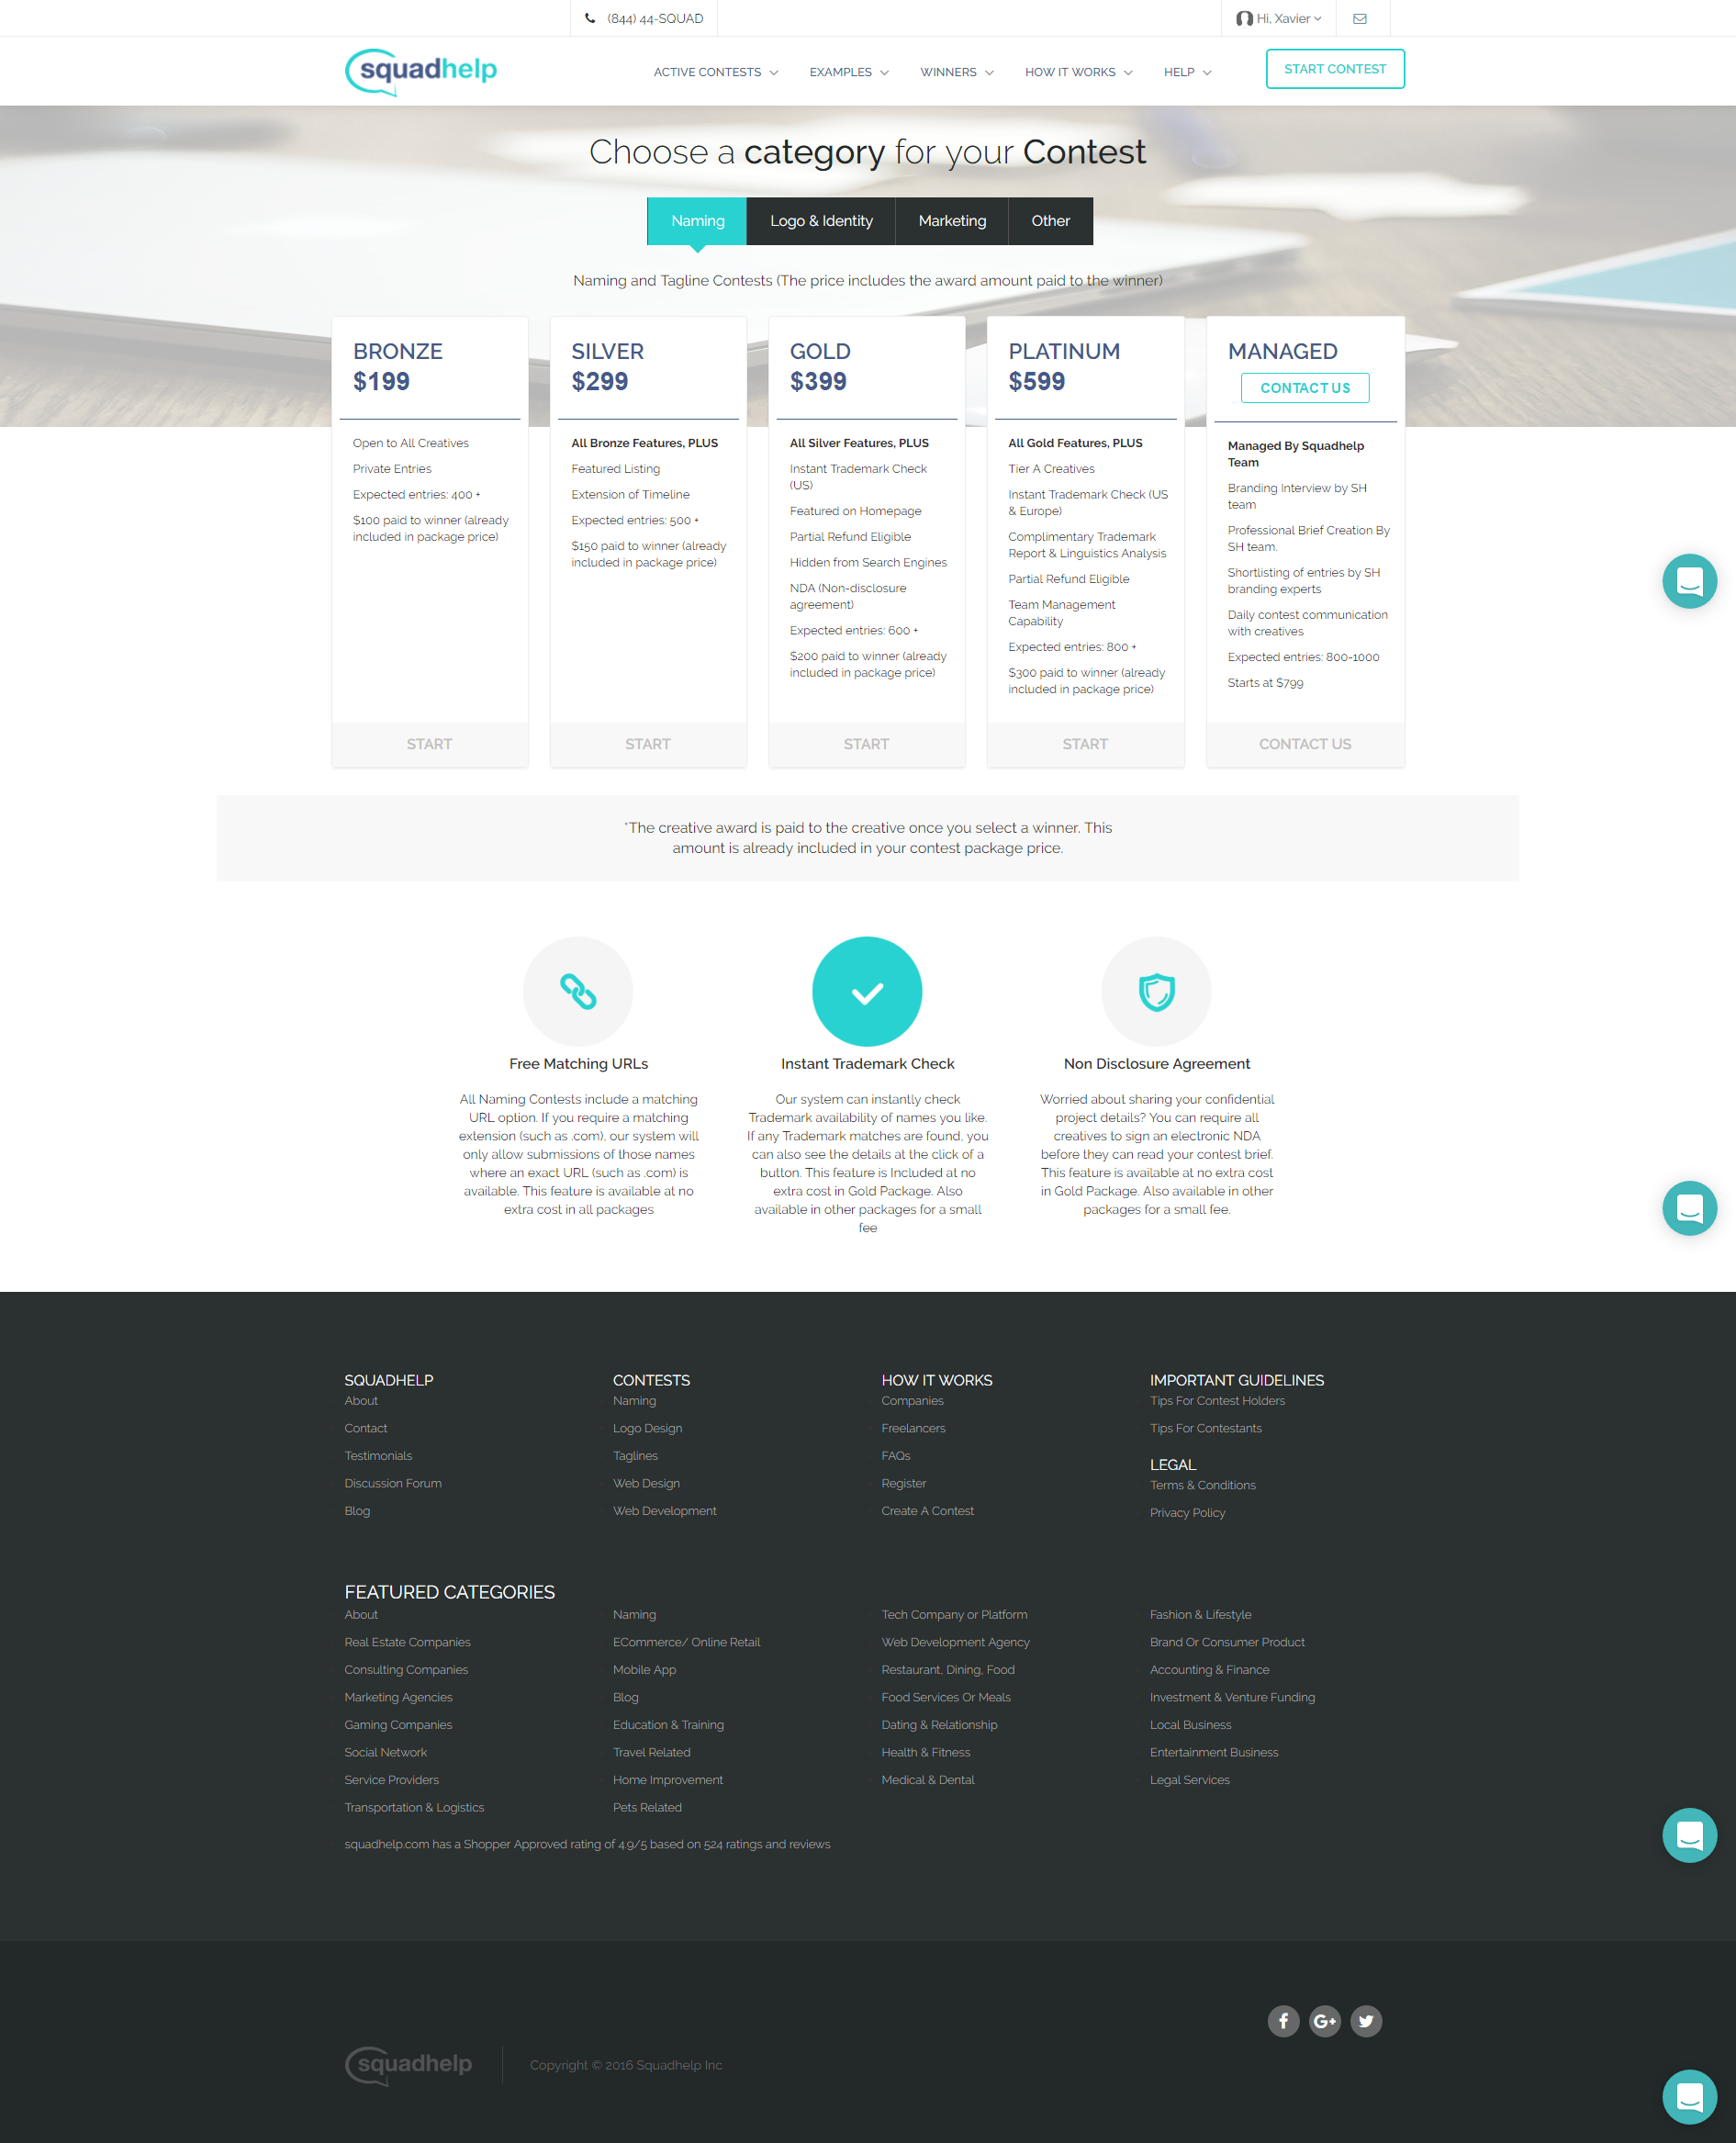 (844) 44-SQUAD
Hi, Xavier
squadhelp
ACTIVE CONTESTS
EXAMPLES
WINNERS
HOW IT WORKS
HELP
START CONTEST
Choose a category for your Contest
Naming
Logo & Identity
Marketing
Other
Naming and Tagline Contests (The price includes the award amount paid to the winner)
BRONZE
$199
Open to All Creatives
Private Entries
Expected entries: 400 +
$100 paid to winner (already
included in package price)
START
SILVER
$299
All Bronze Features, PLUS
Featured Listing
Extension of Timeline
Expected entries: 500 +
$150 paid to winner (already
included in package price)
START
GOLD
$399
All Silver Features, PLUS
Instant Trademark Check
(US)
Featured on Homepage
Partial Refund Eligible
Hidden from Search Engines
NDA (Non-disclosure
agreement)
Expected entries: 600 +
$200 paid to winner (already
included in package price)
START
PLATINUM
$599
All Gold Features, PLUS
Tier A Creatives
Instant Trademark Check (US
& Europe)
Complimentary Trademark
Report & Linguistics Analysis
Partial Refund Eligible
Team Management
Capability
Expected entries: 800 +
$300 paid to winner (already
included in package price)
START
MANAGED
CONTACT US
Managed By Squadhelp
Team
Branding Interview by SH
team
Professional Brief Creation By
SH team.
Shortlisting of entries by SH
branding experts
Daily contest communication
with creatives
Expected entries: 800-1000
Starts at $799
CONTACT US
*The creative award is paid to the creative once you select a winner. This
amount is already included in your contest package price.
Free Matching URLs
All Naming Contests include a matching
URL option. If you require a matching
extension (such as .com), our system will
only allow submissions of those names
where an exact URL (such as .com) is
available. This feature is available at no
extra cost in all packages
Instant Trademark Check
Our system can instantly check
Trademark availability of names you like.
If any Trademark matches are found, you
can also see the details at the click of a
button. This feature is Included at no
extra cost in Gold Package. Also
available in other packages for a small
fee
Non Disclosure Agreement
Worried about sharing your confidential
project details? You can require all
creatives to sign an electronic NDA
before they can read your contest brief.
This feature is available at no extra cost
in Gold Package. Also available in other
packages for a small fee.
SQUADHELP
About
Contact
Testimonials
Discussion Forum
Blog
CONTESTS
Naming
Logo Design
Taglines
Web Design
Web Development
HOW IT WORKS
Companies
Freelancers
FAQs
Register
Create A Contest
IMPORTANT GUIDELINES
Tips For Contest Holders
Tips For Contestants
LEGAL
Terms & Conditions
Privacy Policy
FEATURED CATEGORIES
About
Real Estate Companies
Consulting Companies
Marketing Agencies
Gaming Companies
Social Network
Service Providers
Transportation & Logistics
Naming
ECommerce/ Online Retail
Mobile App
Blog
Education & Training
Travel Related
Home Improvement
Pets Related
Tech Company or Platform
Web Development Agency
Restaurant, Dining, Food
Food Services Or Meals
Dating & Relationship
Health & Fitness
Medical & Dental
Fashion & Lifestyle
Brand Or Consumer Product
Accounting & Finance
Investment & Venture Funding
Local Business
Entertainment Business
Legal Services
squadhelp.com has a Shopper Approved rating of 4.9/5 based on 524 ratings and reviews
squadhelp
Copyright © 2016 Squadhelp Inc